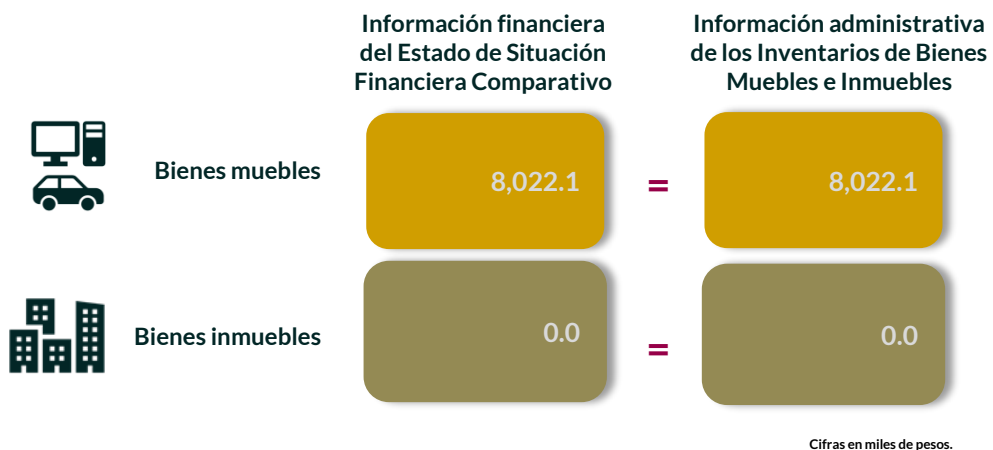 Información financiera
del Estado de Situación
Financiera Comparativo
Información administrativa
de los Inventarios de Bienes
Muebles e Inmuebles
Bienes muebles
8,022.1
=
8,022.1
Bienes inmuebles
0.0
=
0.0
Cifras en miles de pesos.